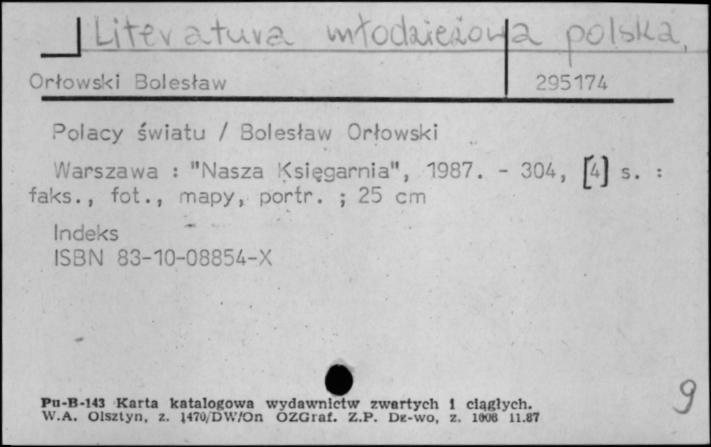 Literatura młodzieżowa polska,
Orłowski Bolesław 295174
Polacy światu / Bolesław Orłowski
Warszawa : "Nasza Księgarnia", 1987. - 304, [4] s. :
faks., fot., mapy, portr. ; 25 cm
Indeks
ISBN 83-10-08854-X
9
Pu-B-143 Karta katalogowa wydawnictw zwartych i ciągłych.
W.A. Olsztyn, z. 1470/DW/On OZGraf. Z.P. Dz-wo, z. 1008 11.87